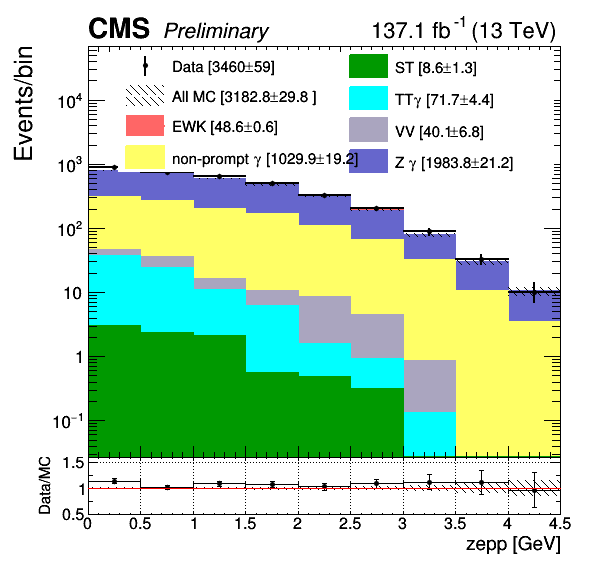 CMS Preliminary 137.1 fb⁻¹ (13 TeV)
Events/bin
Data [3460±59]
All MC [3182.8±29.8 ]
EWK [48.6±0.6]
non-prompt γ [1029.9±19.2]
ST [8.6±1.3]
TTγ [71.7±4.4]
VV [40.1±6.8]
Z γ [1983.8±21.2]
10⁴
10³
10²
10
1
10⁻¹
Data/MC
1.5
1
0.5
0 0.5 1 1.5 2 2.5 3 3.5 4 4.5
zepp [GeV]